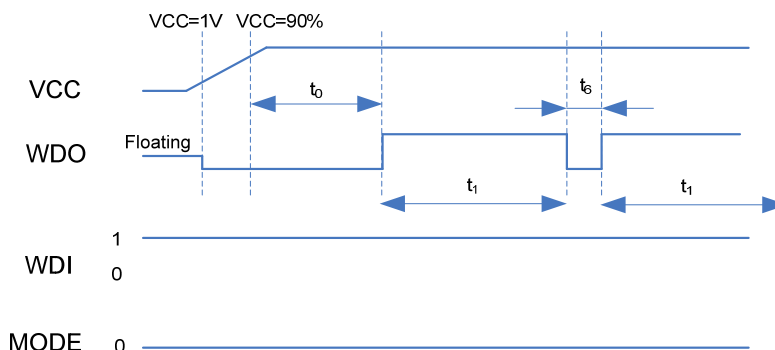 VCC=1V VCC=90%
VCC
t0
t6
WDO
Floating
t1
t1
WDI
1
0
MODE
0